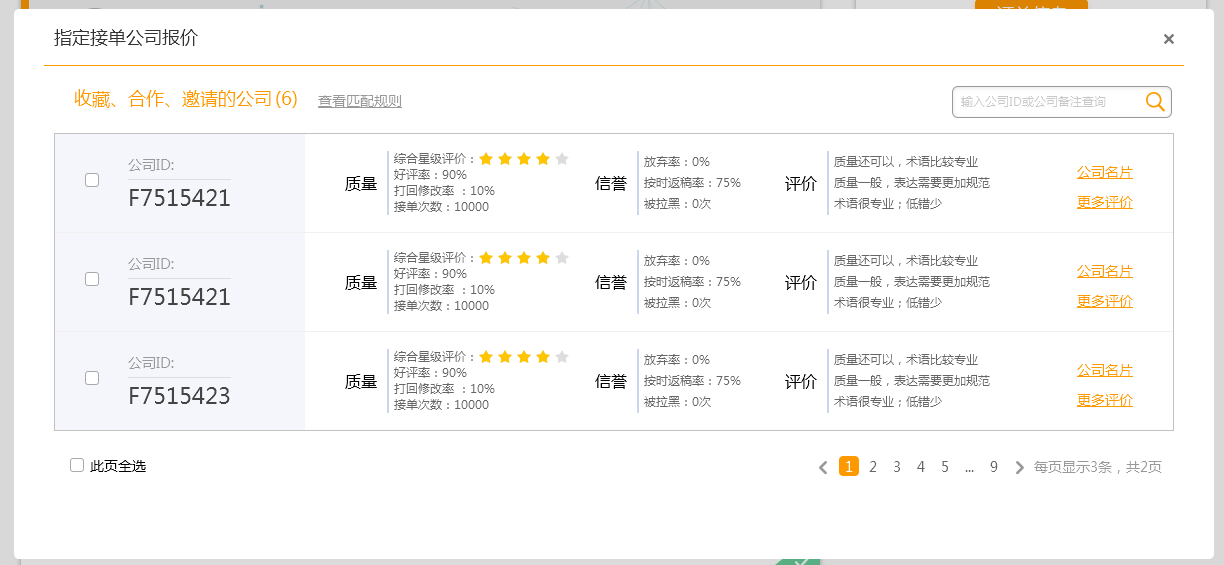 指定接单公司报价
×
收藏、合作、邀请的公司(6) 查看匹配规则
输入公司ID或公司备注查询
公司ID:
F7515421
质量
综合星级评价：
好评率：90%
打回修改率 ：10%
接单次数：10000
信誉
放弃率：0%
按时返稿率：75%
被拉黑：0次
评价
质量还可以，术语比较专业
质量一般，表达需要更加规范
术语很专业；低错少
公司名片
更多评价
公司ID:
F7515421
质量
综合星级评价：
好评率：90%
打回修改率 ：10%
接单次数：10000
信誉
放弃率：0%
按时返稿率：75%
被拉黑：0次
评价
质量还可以，术语比较专业
质量一般，表达需要更加规范
术语很专业；低错少
公司名片
更多评价
公司ID:
F7515423
质量
综合星级评价：
好评率：90%
打回修改率 ：10%
接单次数：10000
信誉
放弃率：0%
按时返稿率：75%
被拉黑：0次
评价
质量还可以，术语比较专业
质量一般，表达需要更加规范
术语很专业；低错少
公司名片
更多评价
此页全选
1 2 3 4 5 ... 9 每页显示3条，共2页